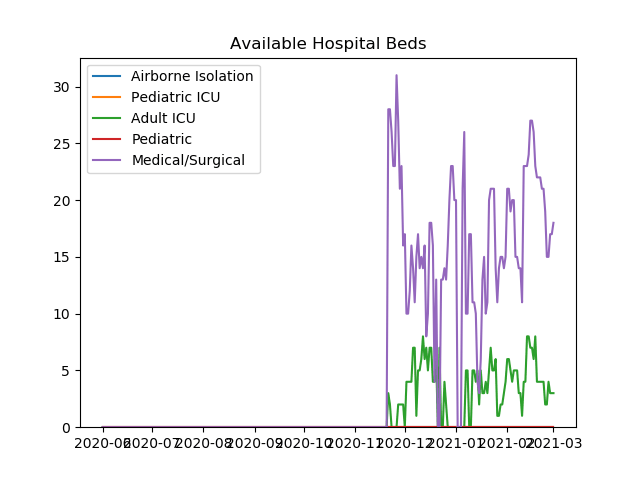 Available Hospital Beds
Airborne Isolation
Pediatric ICU
Adult ICU
Pediatric
Medical/Surgical
30
25
20
15
10
5
0
2020-06 2020-07 2020-08 2020-09 2020-10 2020-11 2020-12 2021-01 2021-02 2021-03